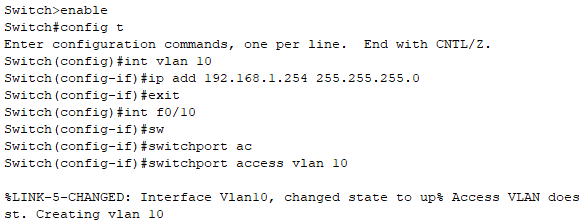 Switch>enable
Switch#config t
Enter configuration commands, one per line.  End with CNTL/Z.
Switch(config)#int vlan 10
Switch(config-if)#ip add 192.168.1.254 255.255.255.0
Switch(config-if)#exit
Switch(config)#int f0/10
Switch(config-if)#sw
Switch(config-if)#switchport ac
Switch(config-if)#switchport access vlan 10

%LINK-5-CHANGED: Interface Vlan10, changed state to up% Access VLAN does
st. Creating vlan 10